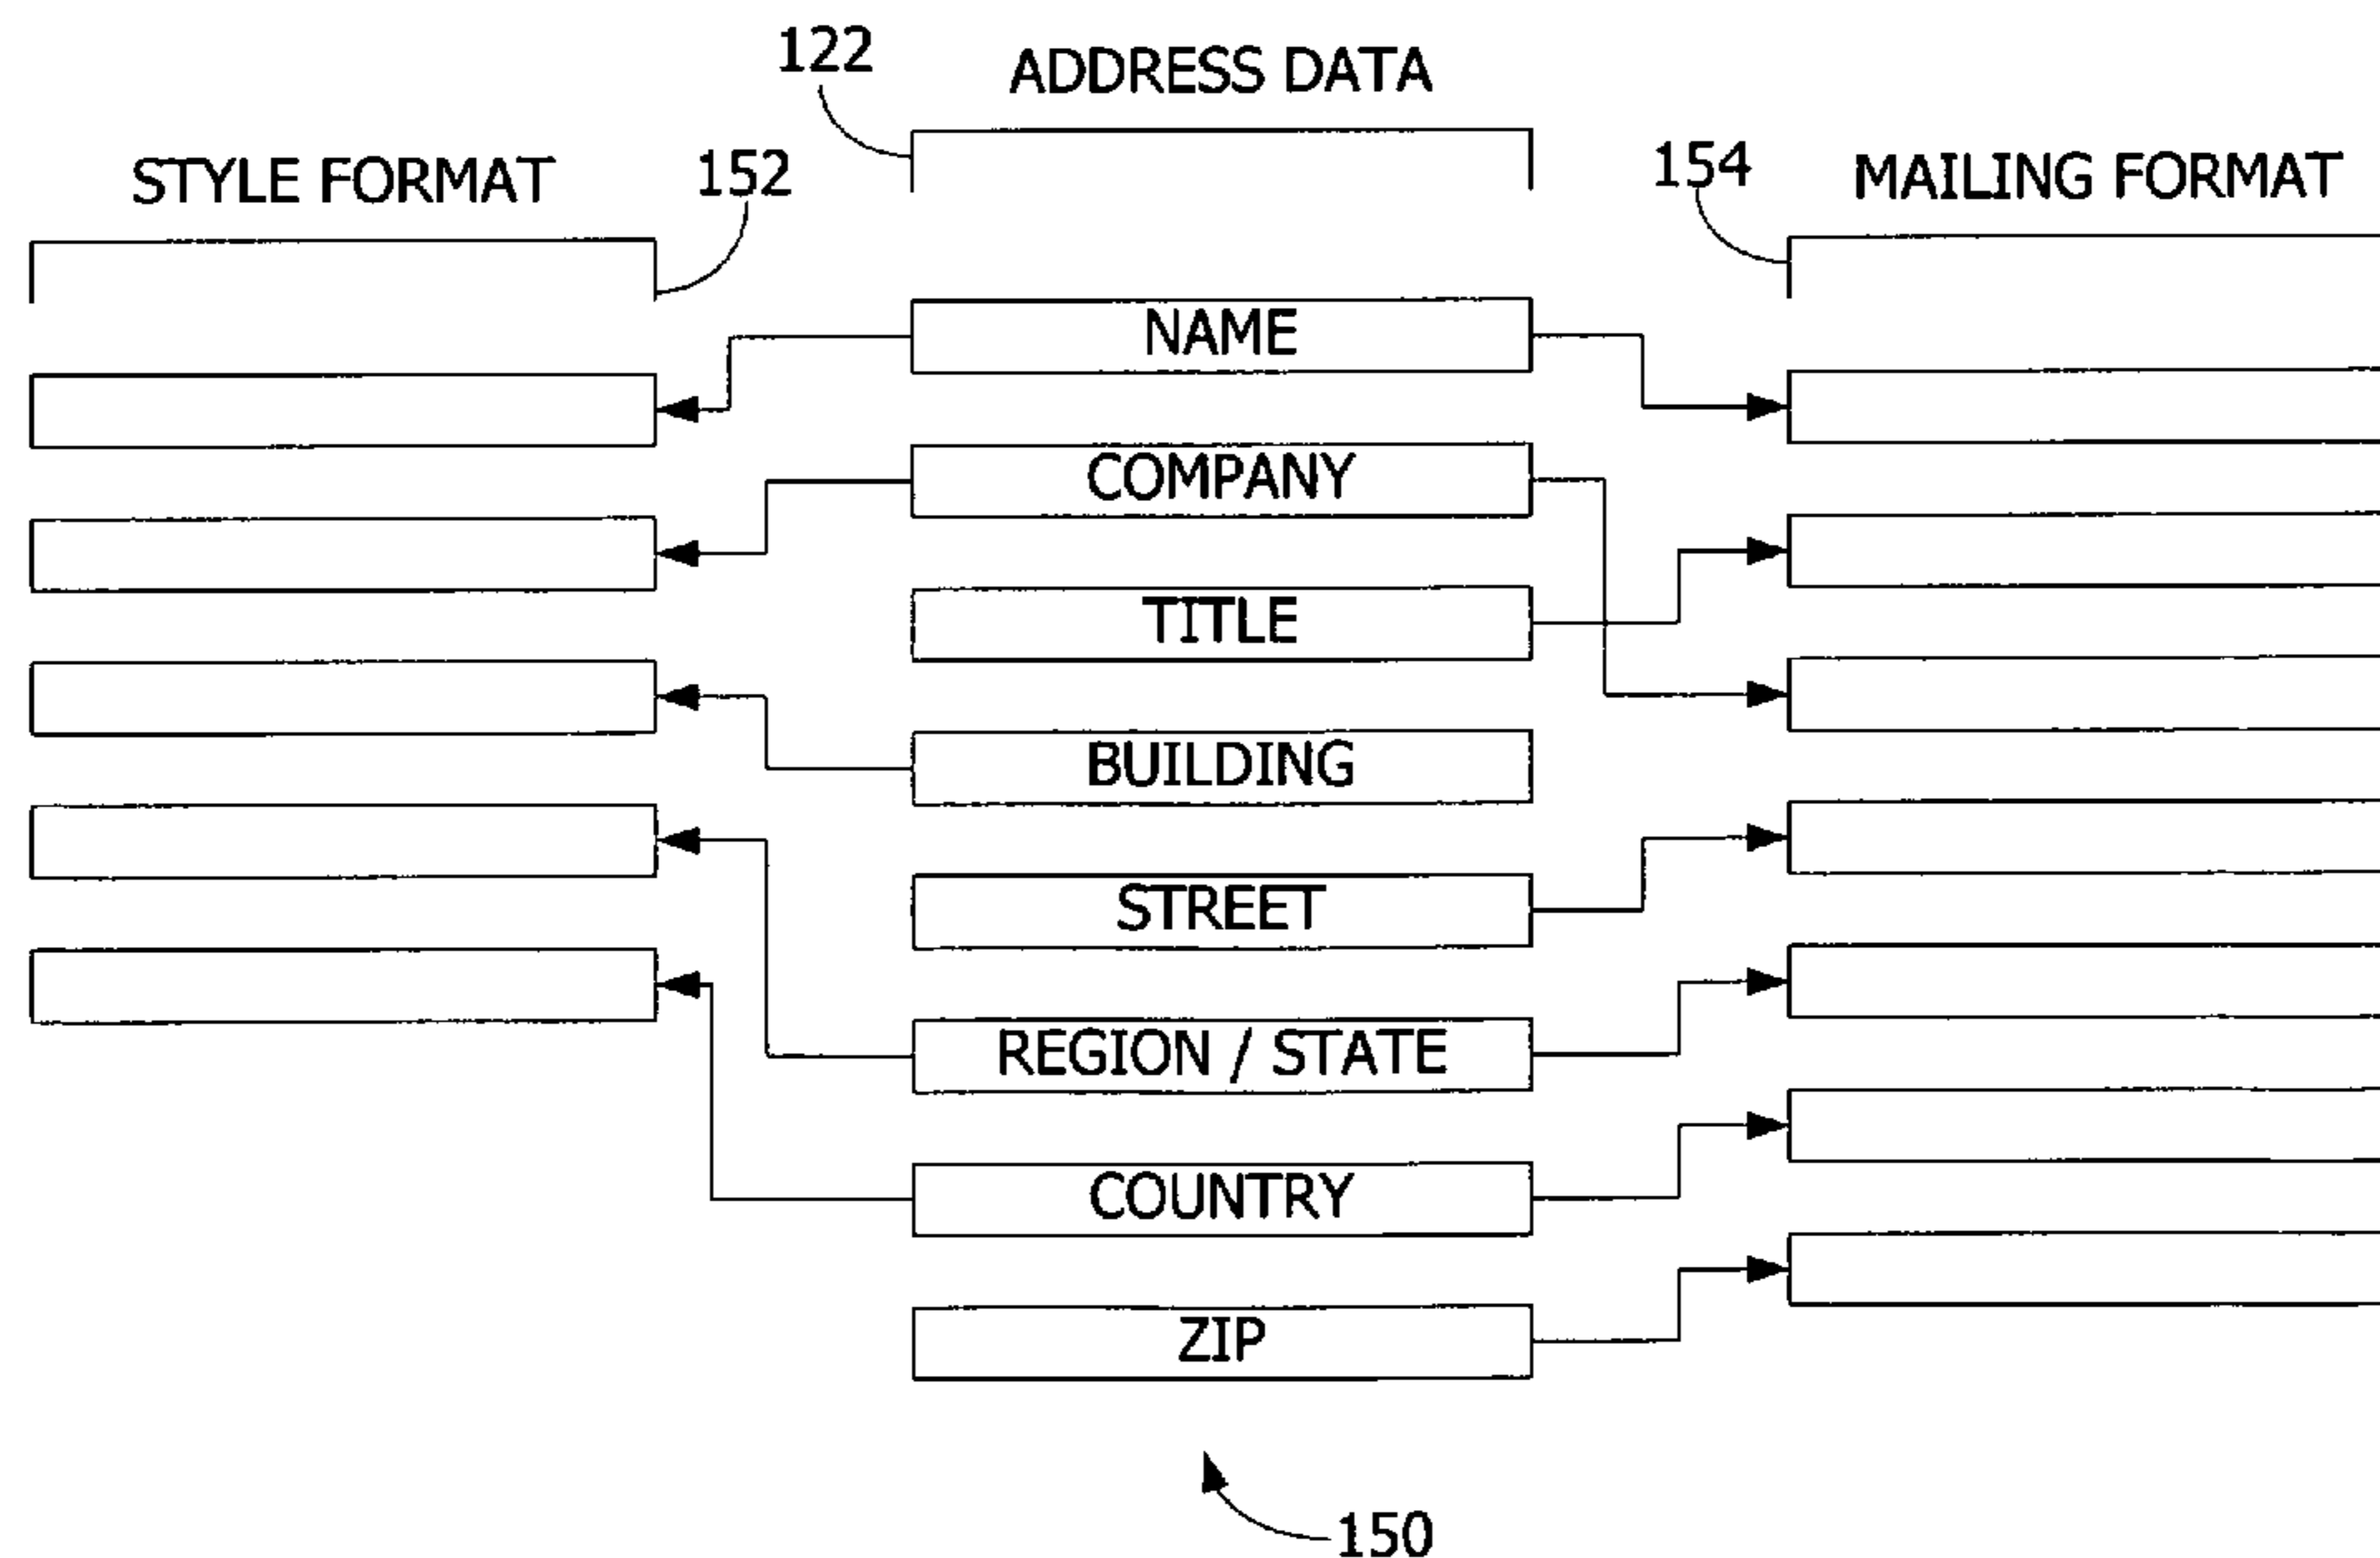 122
ADDRESS DATA
STYLE FORMAT
152
154
MAILING FORMAT
NAME
COMPANY
TITLE
BUILDING
STREET
REGION / STATE
COUNTRY
ZIP
150